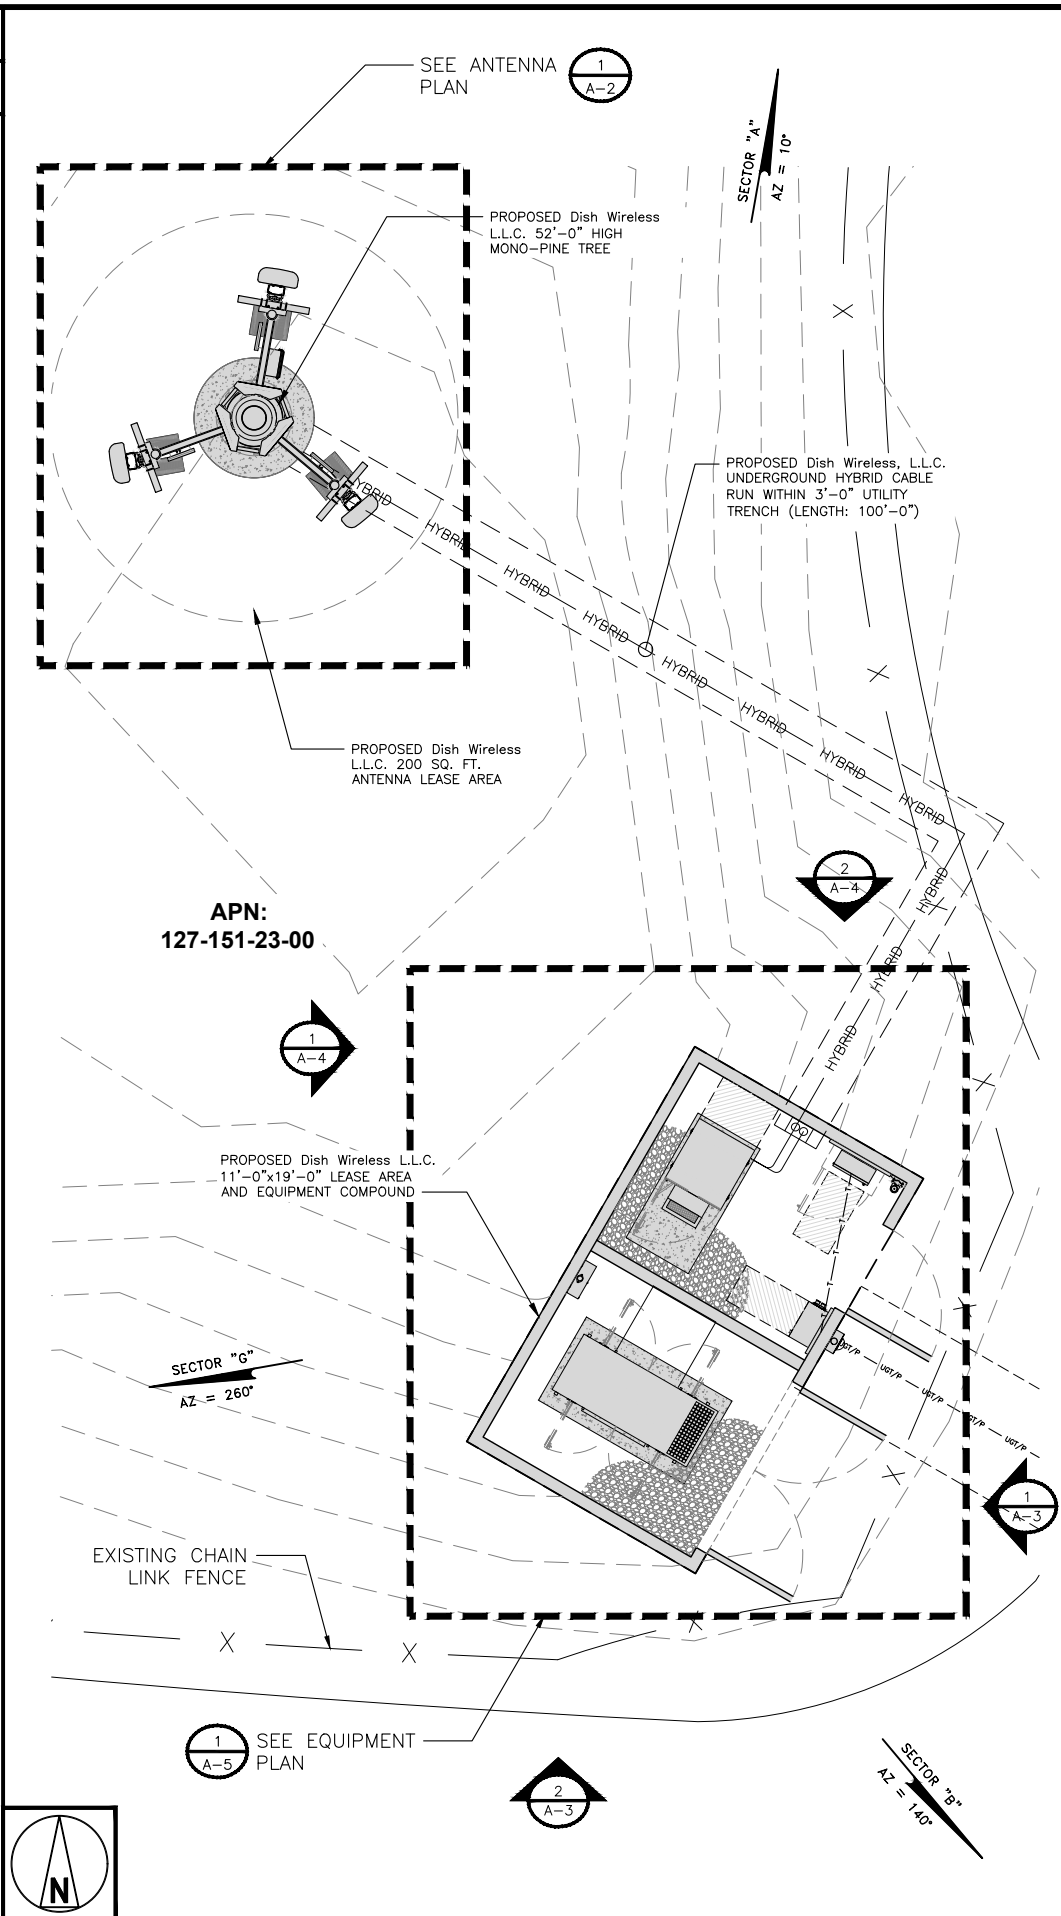 SEE ANTENNA
PLAN
1
A-2
SECTOR "A"
AZ = 10°
PROPOSED Dish Wireless
L.L.C. 52'-0" HIGH
MONO-PINE TREE
PROPOSED Dish Wireless, L.L.C.
UNDERGROUND HYBRID CABLE
RUN WITHIN 3'-0" UTILITY
TRENCH (LENGTH: 100'-0")
HYBRID
HYBRID
HYBRID
HYBRID
HYBRID
HYBRID
HYBRID
HYBRID
HYBRID
HYBRID
HYBRID
PROPOSED Dish Wireless
L.L.C. 200 SQ. FT.
ANTENNA LEASE AREA
2
A-4
APN:
127-151-23-00
1
A-4
PROPOSED Dish Wireless L.L.C.
11'-0"x19'-0" LEASE AREA
AND EQUIPMENT COMPOUND
T
T
T
T
SECTOR "G"
AZ = 260°
UGT/P
UGT/P
UGT/P
UGT/P
UGT/P
1
A-3
EXISTING CHAIN
LINK FENCE
X
X
X
X
X
X
X
X
X
X
1
A-5
SEE EQUIPMENT
PLAN
2
A-3
SECTOR "B"
AZ = 140°
N